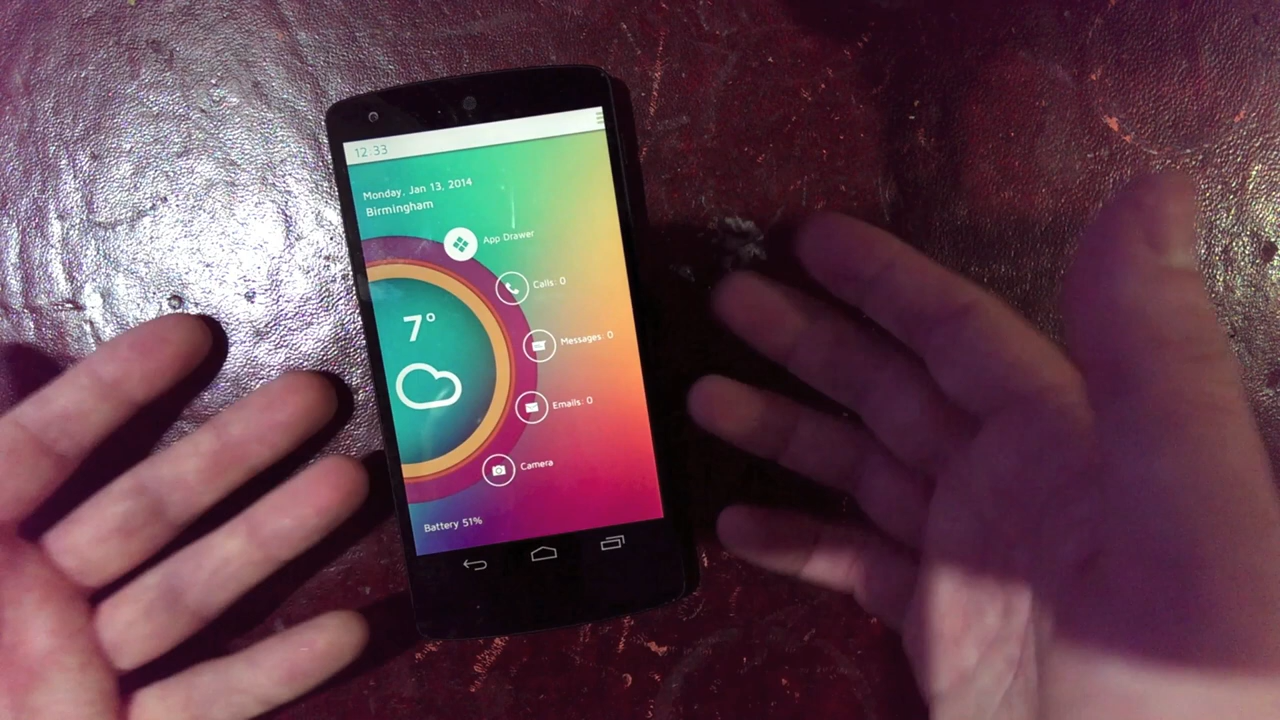 12:33
Monday, Jan 13, 2014
Birmingham
App Drawer
Calls: 0
7°
Messages: 0
Emails: 0
Camera
Battery 51%